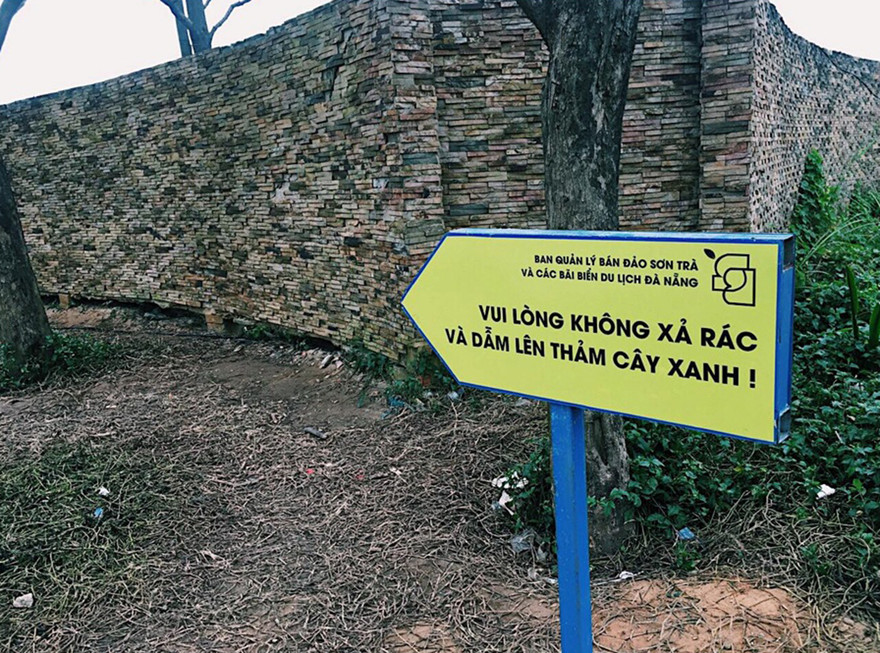 BAN QUẢN LÝ BÁN ĐẢO SƠN TRÀ
VÀ CÁC BÃI BIỂN DU LỊCH ĐÀ NẴNG
VUI LÒNG KHÔNG XẢ RÁC
VÀ DẪM LÊN THẢM CÂY XANH !